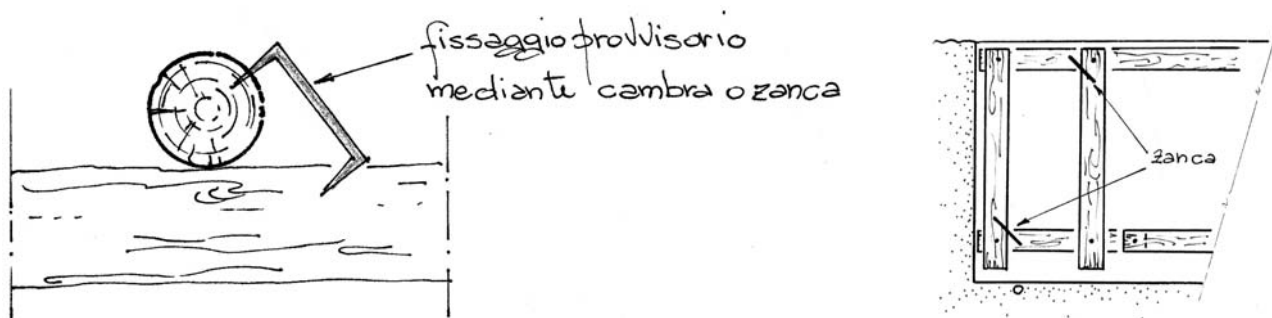 fissaggio provvisorio
mediante cambra o zanca
zanca